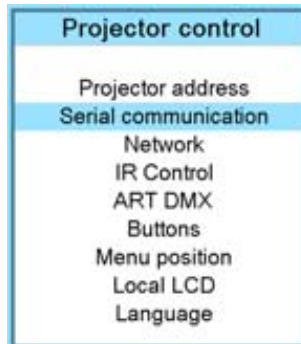 Projector control
Projector address
Serial communication
Network
IR Control
ART DMX
Buttons
Menu position
Local LCD
Language